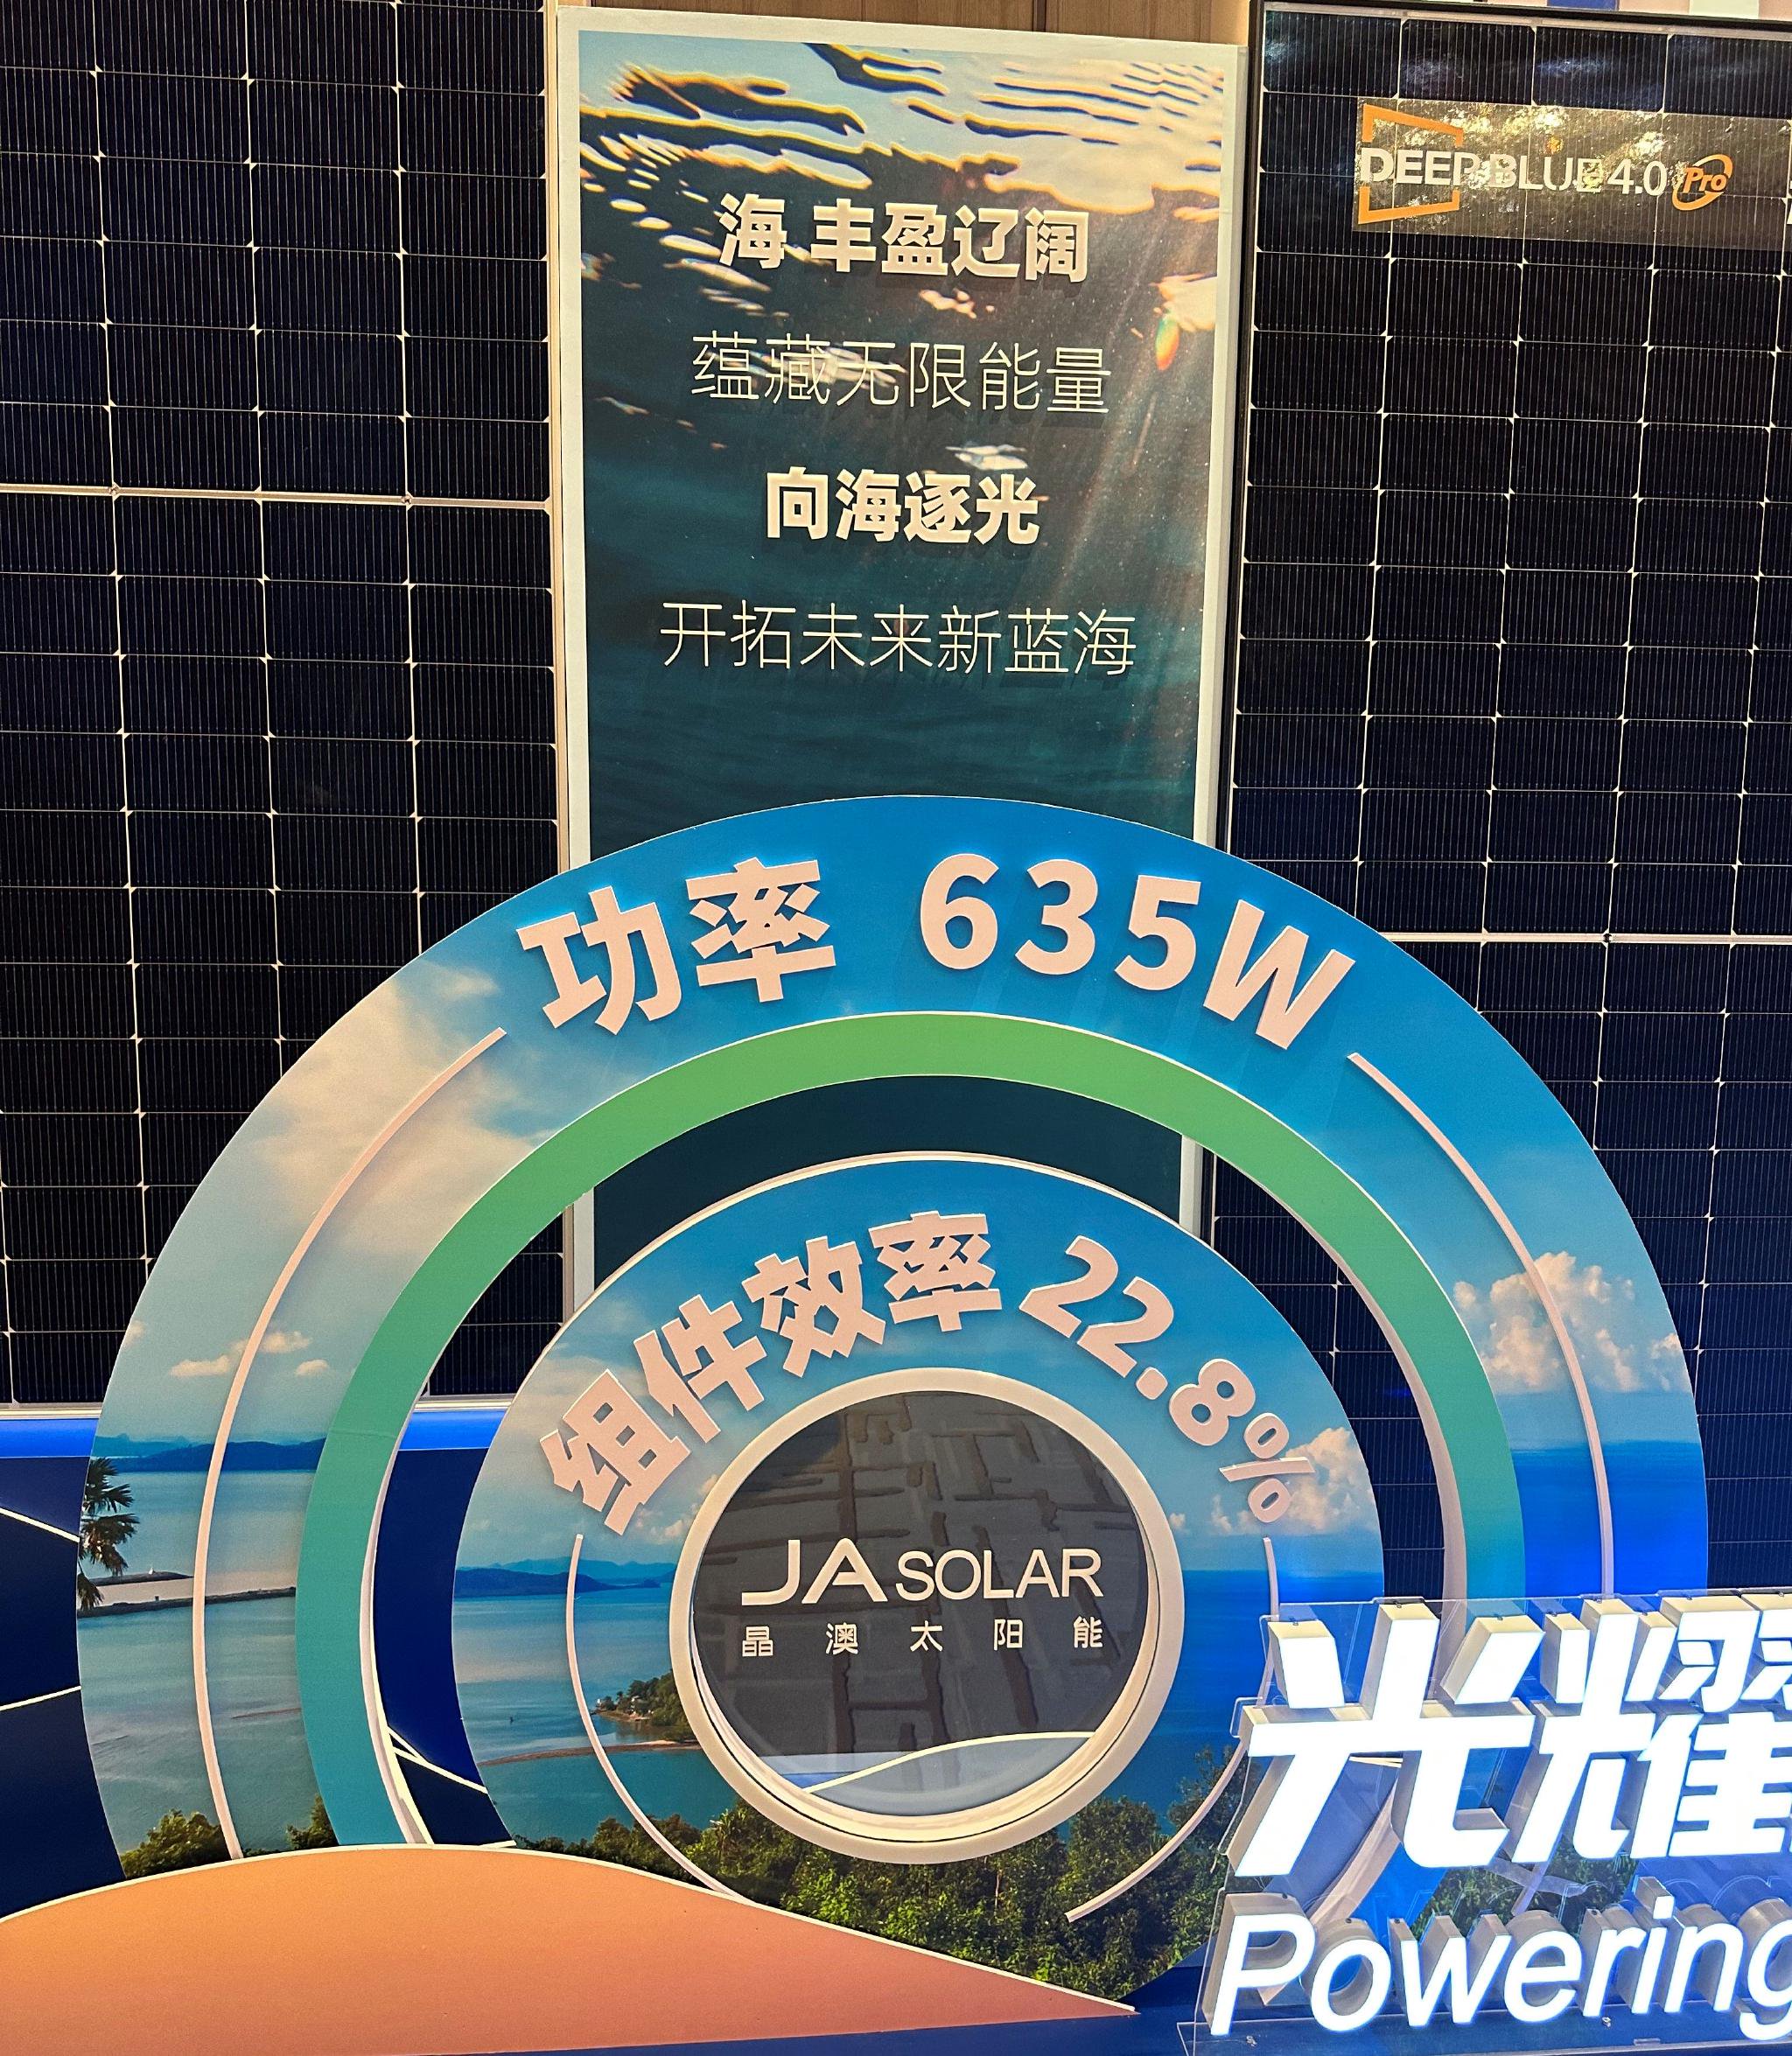 DEEP BLUE 4.0 Pro
海 丰盈辽阔
蕴藏无限能量
向海逐光
开拓未来新蓝海
功率 635W
组件效率 22.8%
JA SOLAR
晶澳太阳能
光耀
Powering